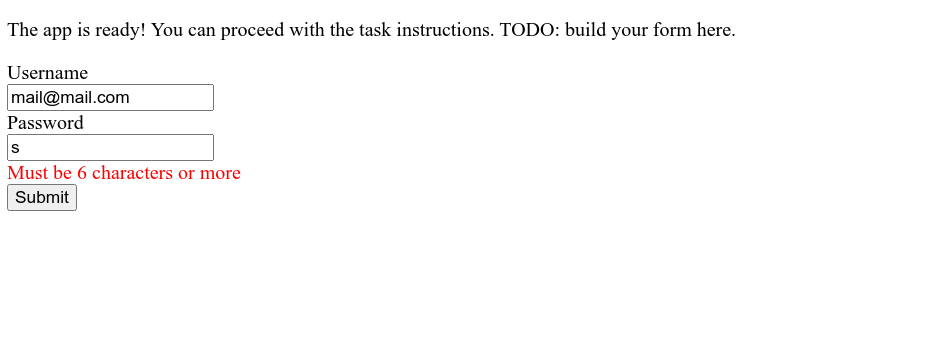 The app is ready! You can proceed with the task instructions. TODO: build your form here.
Username
mail@mail.com
Password
s
Must be 6 characters or more
Submit